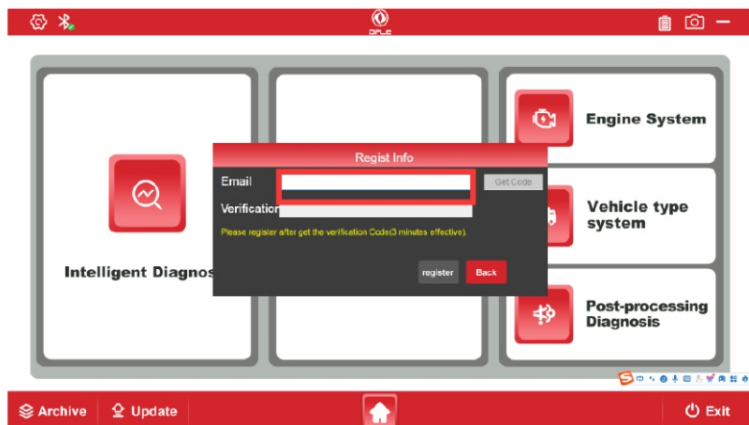 DFLC
Regist Info
Email
Get Code
Verification
Please register after get the verification Code(3 minutes effective).
register
Back
Intelligent Diagnos
Engine System
Vehicle type
system
Post-processing
Diagnosis
Archive
Update
Exit